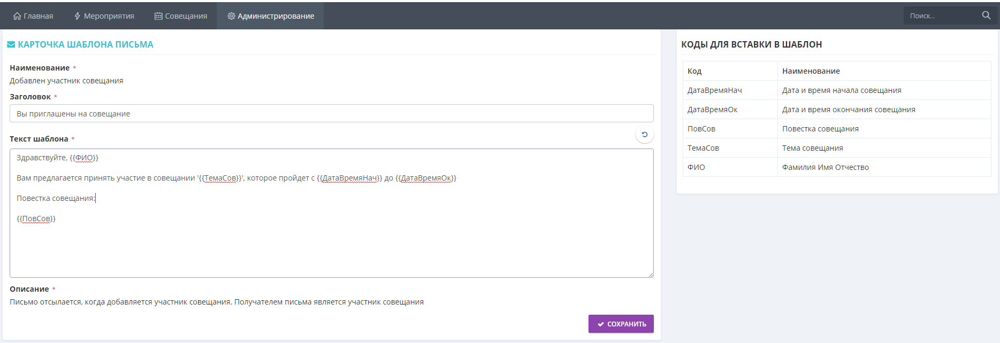 Главная Мероприятия Совещания Администрирование Поиск...
КАРТОЧКА ШАБЛОНА ПИСЬМА
Наименование *
Добавлен участник совещания
Заголовок *
Вы приглашены на совещание
Текст шаблона *
Здравствуйте, {{ФИО}}
Вам предлагается принять участие в совещании '{{ТемаСов}}', которое пройдет с {{ДатаВремяНач}} до {{ДатаВремяОк}}
Повестка совещания:
{{ПовСов}}
Описание *
Письмо отсылается, когда добавляется участник совещания. Получателем письма является участник совещания
СОХРАНИТЬ
КОДЫ ДЛЯ ВСТАВКИ В ШАБЛОН
Код Наименование
ДатаВремяНач Дата и время начала совещания
ДатаВремяОк Дата и время окончания совещания
ПовСов Повестка совещания
ТемаСов Тема совещания
ФИО Фамилия Имя Отчество